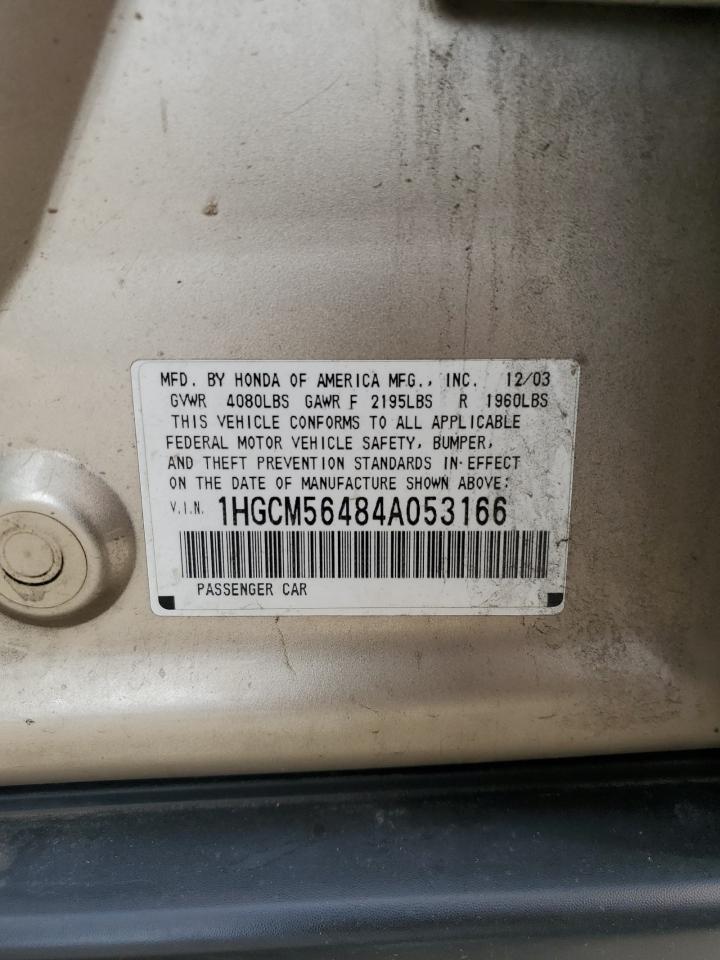 MFD. BY HONDA OF AMERICA MFG., INC. 12/03
GVWR 4080LBS GAWR F 2195LBS R 1960LBS
THIS VEHICLE CONFORMS TO ALL APPLICABLE
FEDERAL MOTOR VEHICLE SAFETY, BUMPER,
AND THEFT PREVENTION STANDARDS IN EFFECT
ON THE DATE OF MANUFACTURE SHOWN ABOVE:
V.I.N. 1HGCM56484A053166
PASSENGER CAR